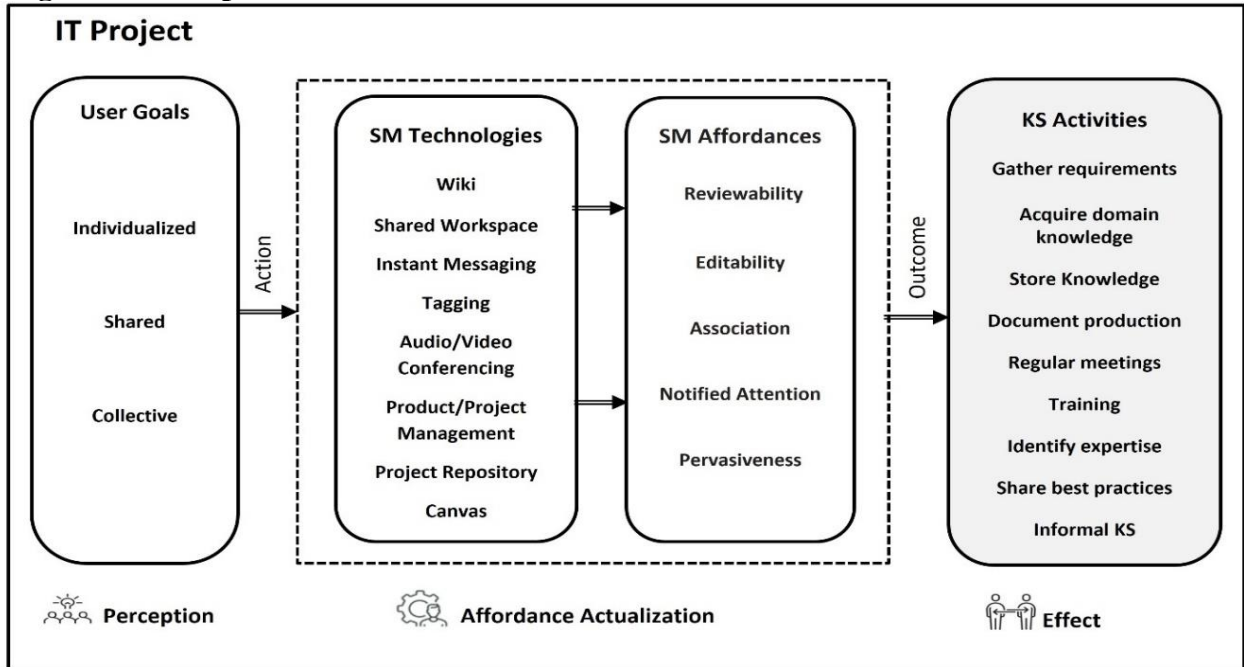 IT Project
User Goals
Individualized
Shared
Collective
Action
SM Technologies
Wiki
Shared Workspace
Instant Messaging
Tagging
Audio/Video
Conferencing
Product/Project
Management
Project Repository
Canvas
SM Affordances
Reviewability
Editability
Association
Notified Attention
Pervasiveness
Outcome
KS Activities
Gather requirements
Acquire domain
knowledge
Store Knowledge
Document production
Regular meetings
Training
Identify expertise
Share best practices
Informal KS
Perception
Affordance Actualization
Effect